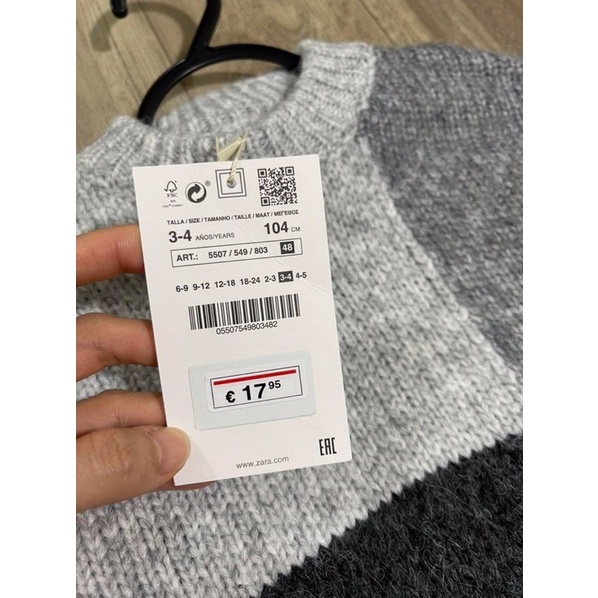 FSC
TALLA / SIZE / TAMANHO / TAILLE / MAAT / ΜΕΓΕΘΟΣ
3-4 AÑOS/YEARS 104 CM
ART.: 5507 / 549 / 803 48
6-9 9-12 12-18 18-24 2-3 3-4 4-5
05507549803482
€ 17 95
www.zara.com
EAC